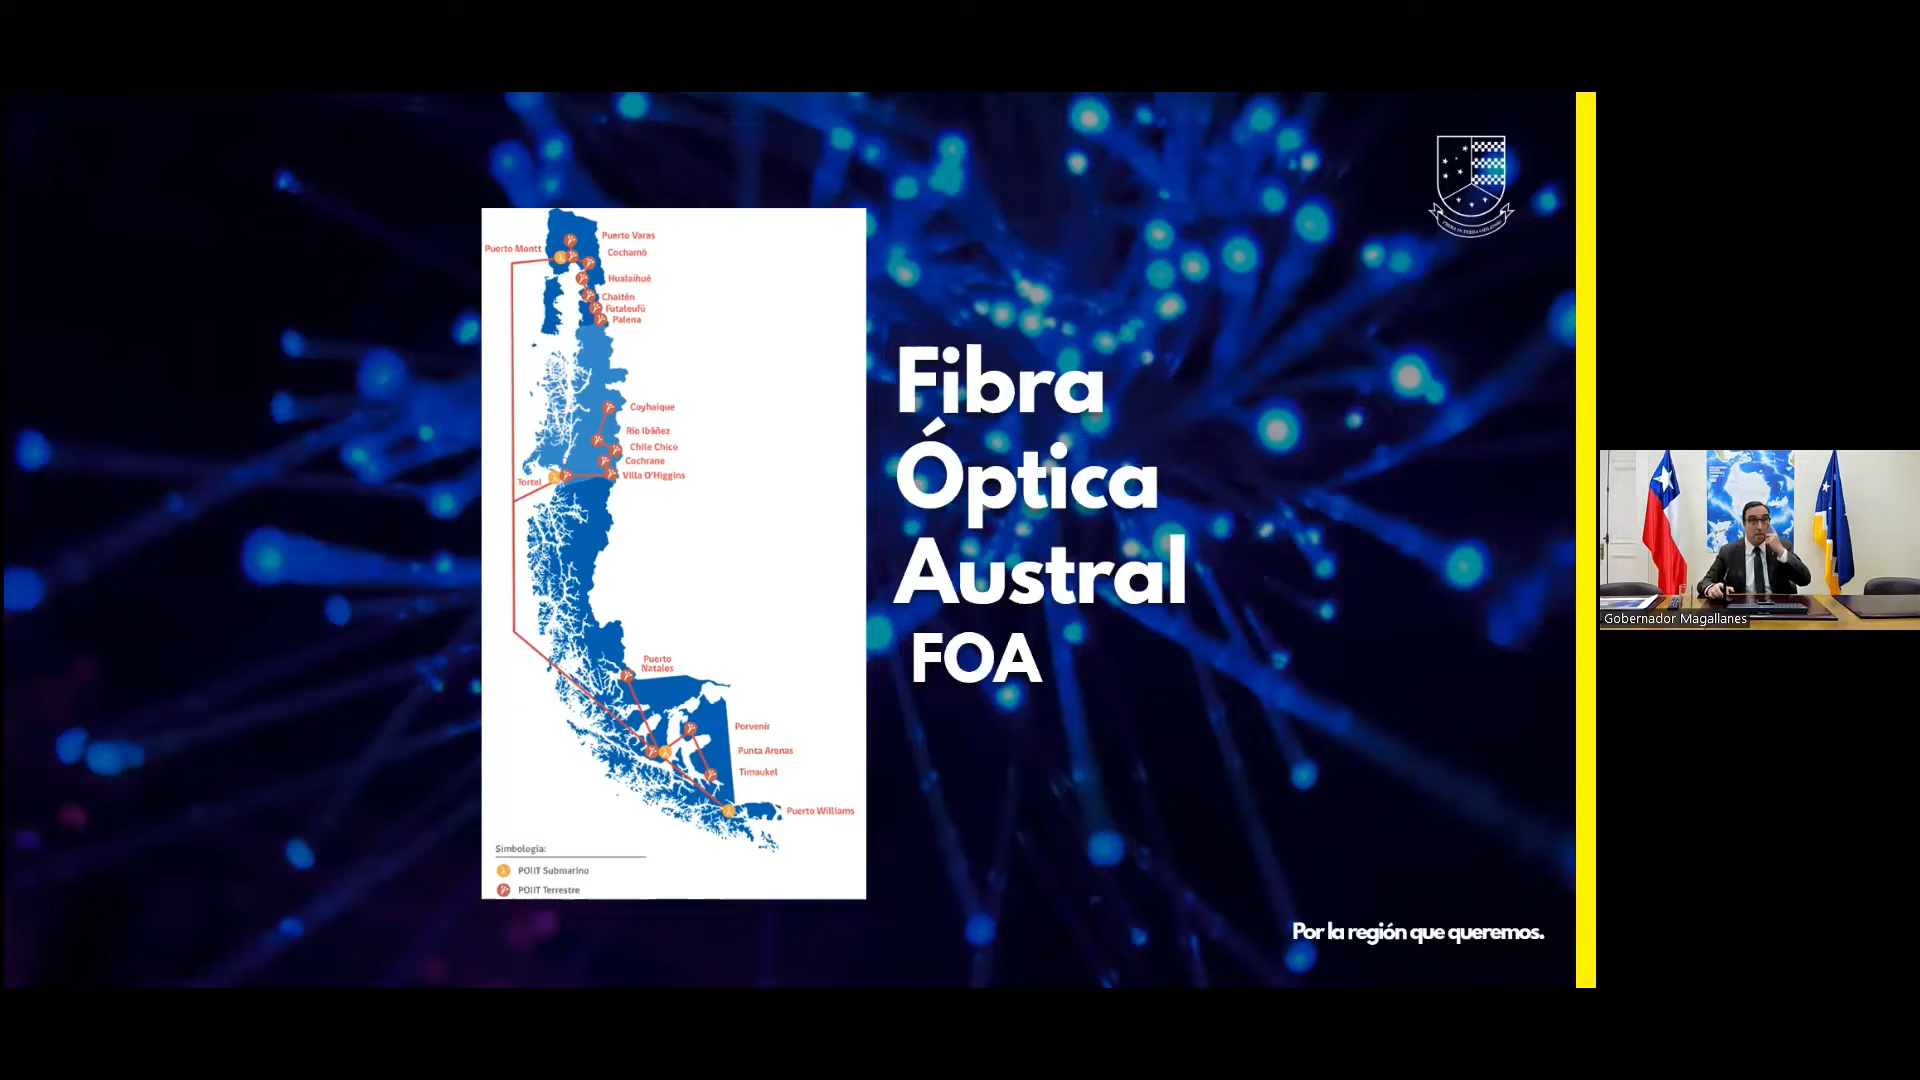 Puerto Varas
Puerto Montt
Cochamó
Hualaihué
Chaitén
Futaleufú
Palena
Coyhaique
Río Ibáñez
Chile Chico
Cochrane
Villa O'Higgins
Tortel
Puerto
Natales
Porvenir
Punta Arenas
Timaukel
Puerto Williams
Simbología:
POIIT Submarino
POIIT Terrestre
Fibra
Óptica
Austral
FOA
Por la región que queremos.
Gobernador Magallanes